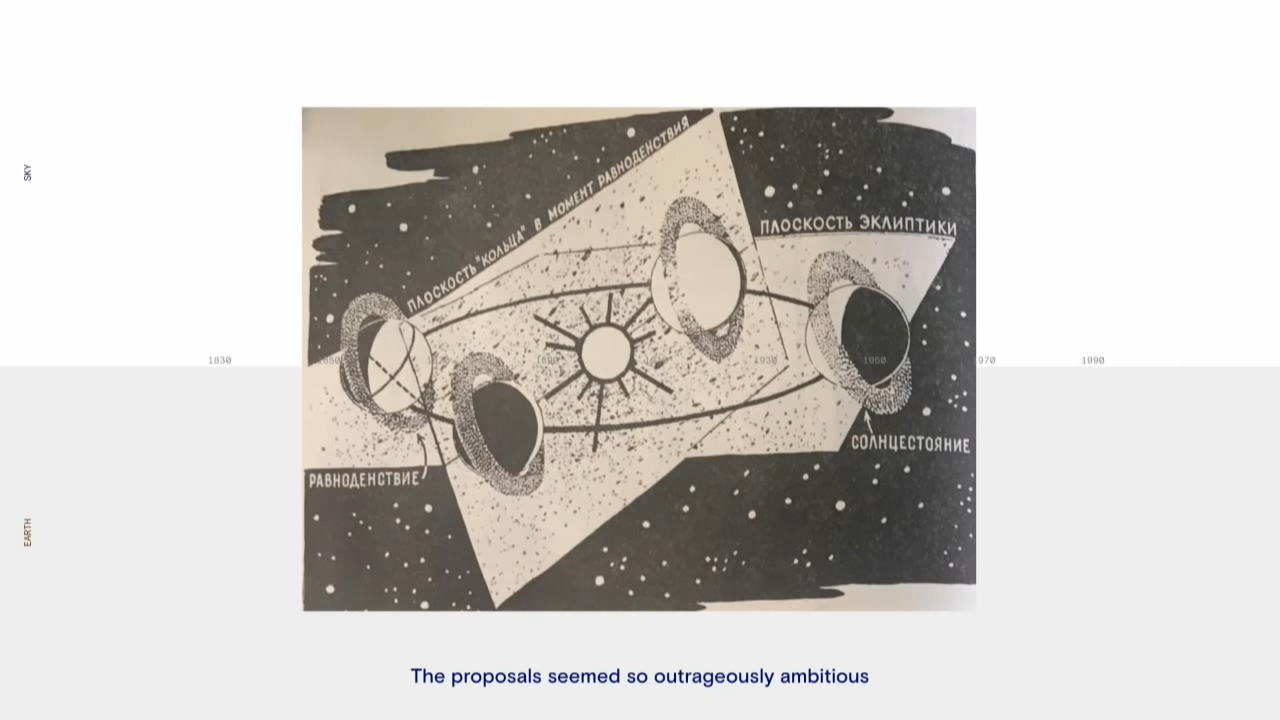 SKY
ПЛОСКОСТЬ "КОЛЬЦА" В МОМЕНТ РАВНОДЕНСТВИЯ
ПЛОСКОСТЬ ЭКЛИПТИКИ
1830
1890
1930
1950
1990
СОЛНЦЕСТОЯНИЕ
РАВНОДЕНСТВИЕ
EARTH
The proposals seemed so outrageously ambitious